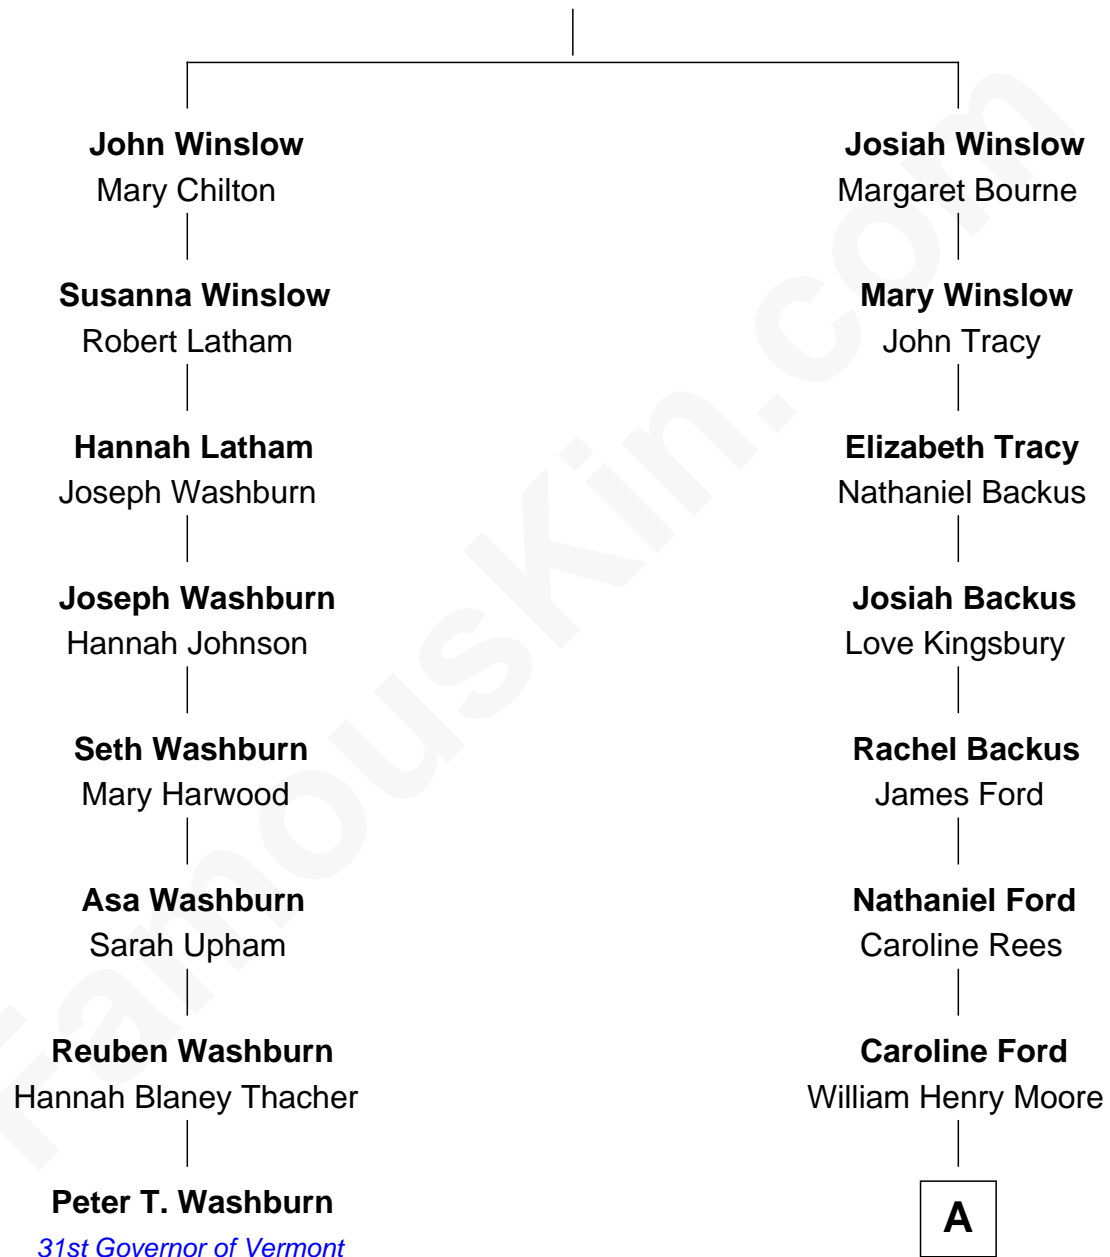 John Winslow
Mary Chilton
Susanna Winslow
Robert Latham
Hannah Latham
Joseph Washburn
Joseph Washburn
Hannah Johnson
Seth Washburn
Mary Harwood
Asa Washburn
Sarah Upham
Reuben Washburn
Hannah Blaney Thacher
Peter T. Washburn
31st Governor of Vermont
Josiah Winslow
Margaret Bourne
Mary Winslow
John Tracy
Elizabeth Tracy
Nathaniel Backus
Josiah Backus
Love Kingsbury
Rachel Backus
James Ford
Nathaniel Ford
Caroline Rees
Caroline Ford
William Henry Moore
A
FamousKin.com